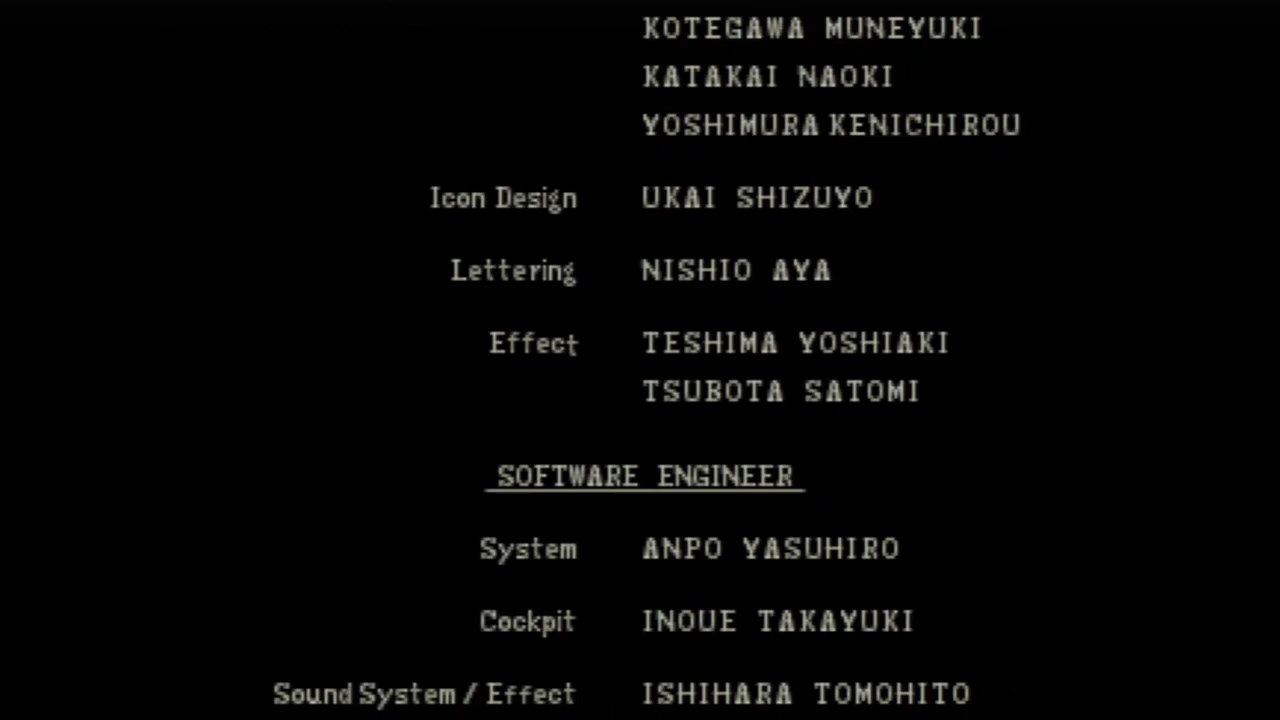 KOTEGAWA MUNEYUKI
KATAKAI NAOKI
YOSHIMURA KENICHIROU
Icon Design UKAI SHIZUYO
Lettering NISHIO AYA
Effect TESHIMA YOSHIAKI
TSUBOTA SATOMI
SOFTWARE ENGINEER
System ANPO YASUHIRO
Cockpit INOUE TAKAYUKI
Sound System / Effect ISHIHARA TOMOHITO